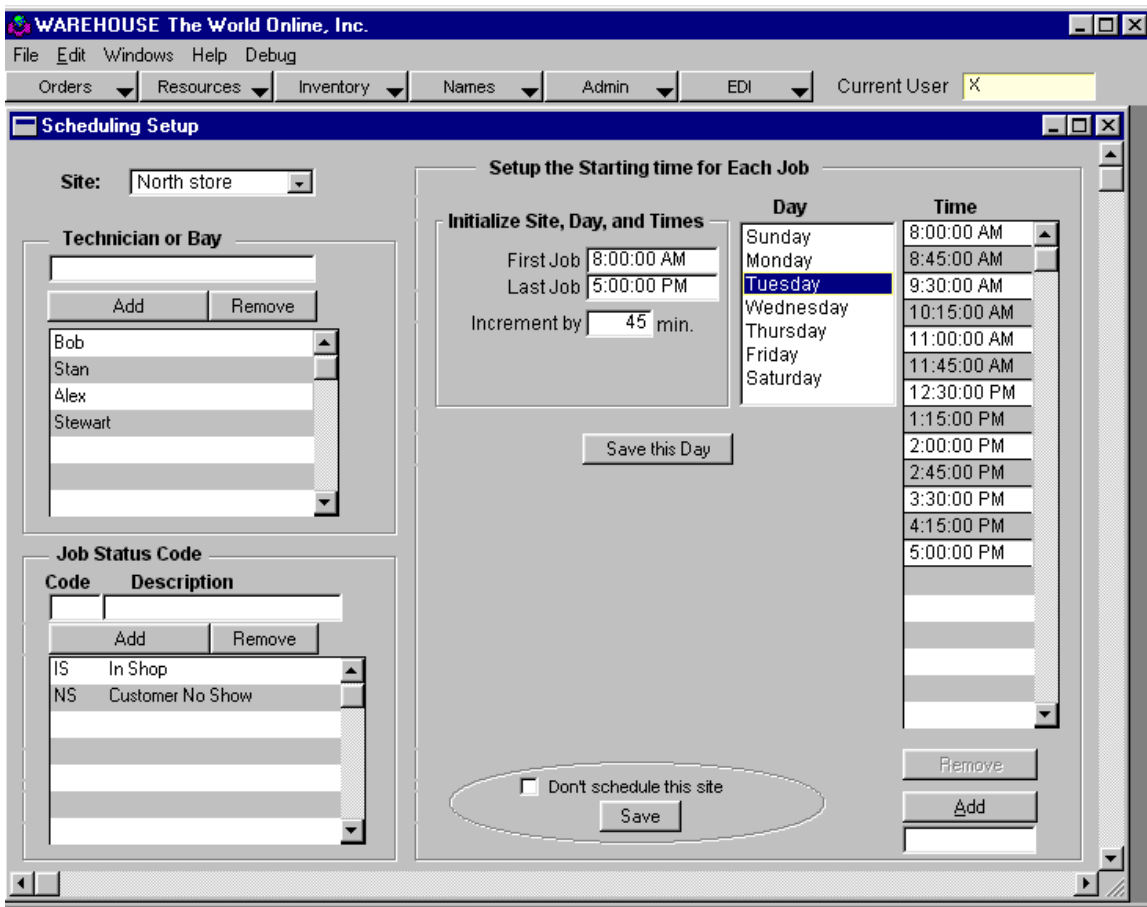 WAREHOUSE The World Online, Inc.
File Edit Windows Help Debug
Orders Resources Inventory Names Admin EDI Current User X
Scheduling Setup
Site: North store
Technician or Bay
Add Remove
Bob
Stan
Alex
Stewart
Job Status Code
Code Description
Add Remove
IS In Shop
NS Customer No Show
Setup the Starting time for Each Job
Initialize Site, Day, and Times
First Job 8:00:00 AM
Last Job 5:00:00 PM
Increment by 45 min.
Day
Sunday
Monday
Tuesday
Wednesday
Thursday
Friday
Saturday
Save this Day
Time
8:00:00 AM
8:45:00 AM
9:30:00 AM
10:15:00 AM
11:00:00 AM
11:45:00 AM
12:30:00 PM
1:15:00 PM
2:00:00 PM
2:45:00 PM
3:30:00 PM
4:15:00 PM
5:00:00 PM
Remove
Add
Don't schedule this site
Save